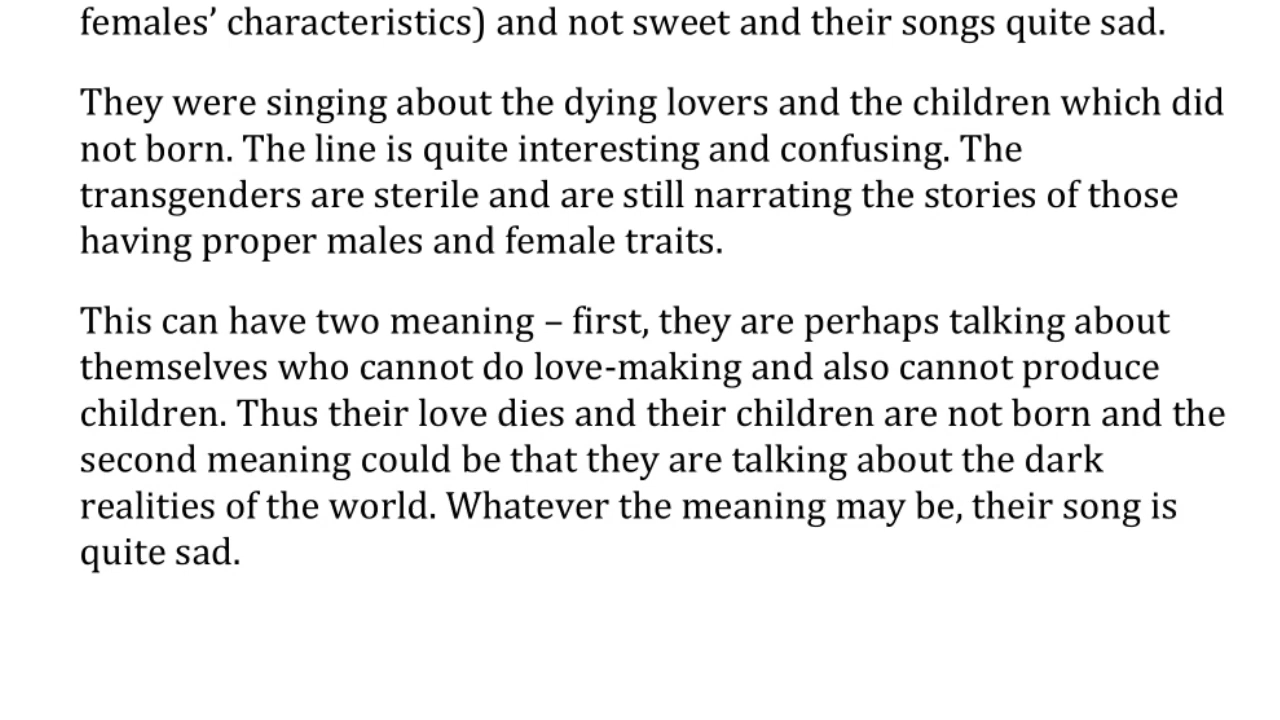 females’ characteristics) and not sweet and their songs quite sad.
They were singing about the dying lovers and the children which did
not born. The line is quite interesting and confusing. The
transgenders are sterile and are still narrating the stories of those
having proper males and female traits.
This can have two meaning – first, they are perhaps talking about
themselves who cannot do love-making and also cannot produce
children. Thus their love dies and their children are not born and the
second meaning could be that they are talking about the dark
realities of the world. Whatever the meaning may be, their song is
quite sad.